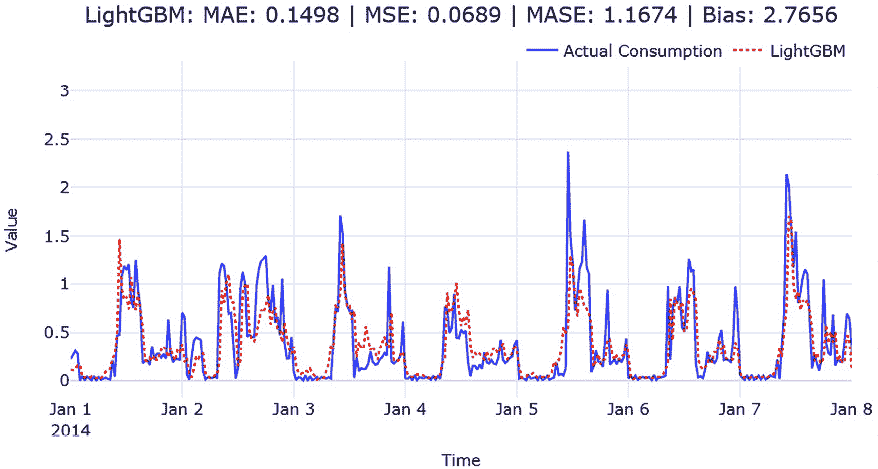 LightGBM: MAE: 0.1498 | MSE: 0.0689 | MASE: 1.1674 | Bias: 2.7656
Actual Consumption
LightGBM
3
2.5
2
1.5
1
0.5
0
Value
Jan 1
2014
Jan 2
Jan 3
Jan 4
Jan 5
Jan 6
Jan 7
Jan 8
Time